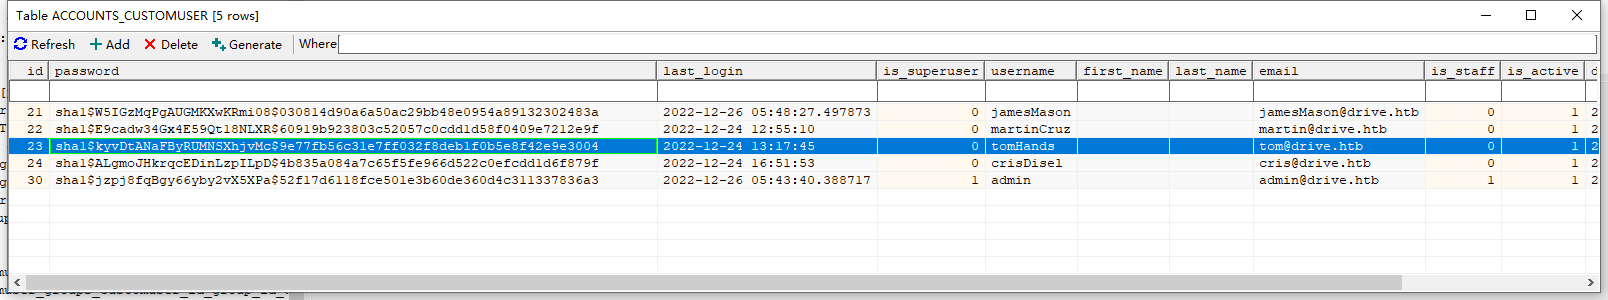 Table ACCOUNTS_CUSTOMUSER [5 rows]
Refresh Add Delete Generate Where
id password last_login is_superuser username first_name last_name email is_staff is_active d
21 sha1$W5IGzMqPgAUGMKXwKRmi08$030814d90a6a50ac29bb48e0954a89132302483a 2022-12-26 05:48:27.497873 0 jamesMason jamesMason@drive.htb 0 1 2
22 sha1$E9cadw34Gx4E59Qt18NLXR$60919b923803c52057c0cdd1d58f0409e7212e9f 2022-12-24 12:55:10 0 martinCruz martin@drive.htb 0 1 2
23 sha1$kyvDtANaFByRUMNSXhjvMc$9e77fb56c31e7ff032f8deb1f0b5e8f42e9e3004 2022-12-24 13:17:45 0 tomHands tom@drive.htb 0 1 2
24 sha1$ALgmoJHkrqcEDinLzpILpD$4b835a084a7c65f5fe966d522c0efcdd1d6f879f 2022-12-24 16:51:53 0 crisDisel cris@drive.htb 0 1 2
30 sha1$jzpj8fqBgy66yby2vX5XPa$52f17d6118fce501e3b60de360d4c311337836a3 2022-12-26 05:43:40.388717 1 admin admin@drive.htb 1 1 2